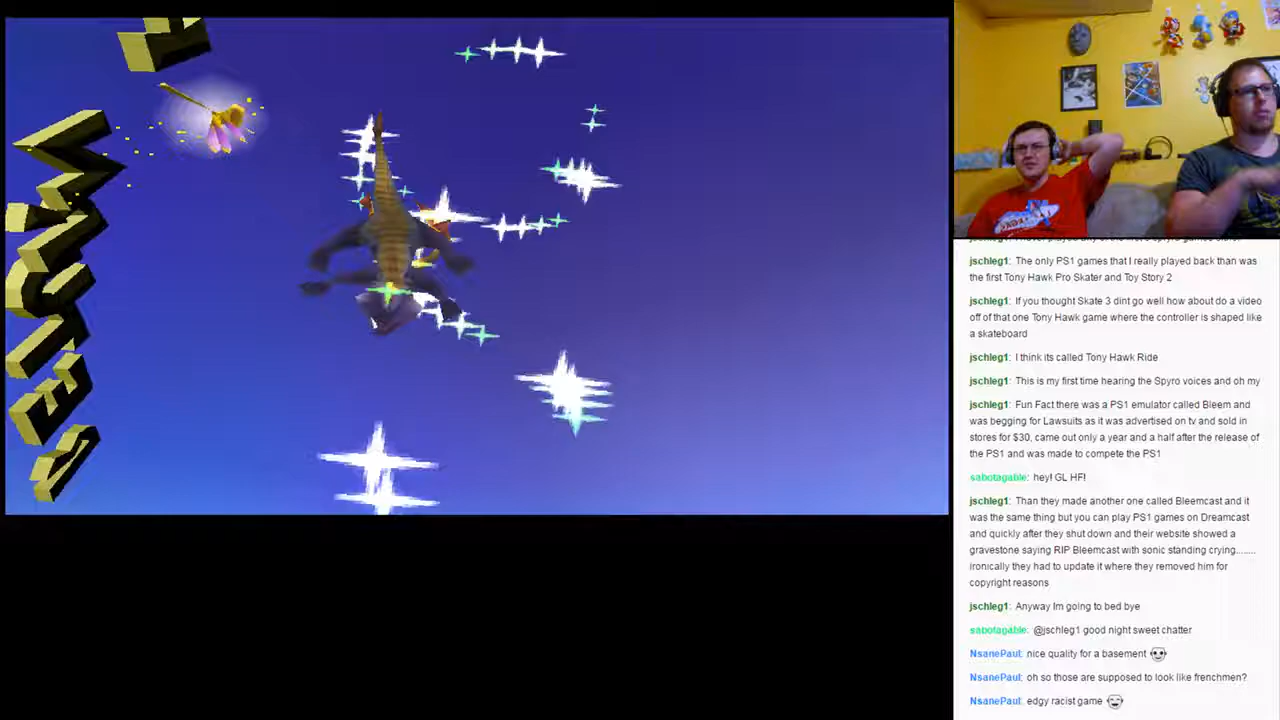 jschleg1: The only PS1 games that I really played back than was
the first Tony Hawk Pro Skater and Toy Story 2
jschleg1: If you thought Skate 3 dint go well how about do a video
off of that one Tony Hawk game where the controller is shaped like
a skateboard
jschleg1: I think its called Tony Hawk Ride
jschleg1: This is my first time hearing the Spyro voices and oh my
jschleg1: Fun Fact there was a PS1 emulator called Bleem and
was begging for Lawsuits as it was advertised on tv and sold in
stores for $30, came out only a year and a half after the release of
the PS1 and was made to compete the PS1
sabotagable: hey! GL HF!
jschleg1: Than they made another one called Bleemcast and it
was the same thing but you can play PS1 games on Dreamcast
and quickly after they shut down and their website showed a
gravestone saying RIP Bleemcast with sonic standing crying........
ironically they had to update it where they removed him for
copyright reasons
jschleg1: Anyway Im going to bed bye
sabotagable: @jschleg1 good night sweet chatter
NsanePaul: nice quality for a basement
NsanePaul: oh so those are supposed to look like frenchmen?
NsanePaul: edgy racist game